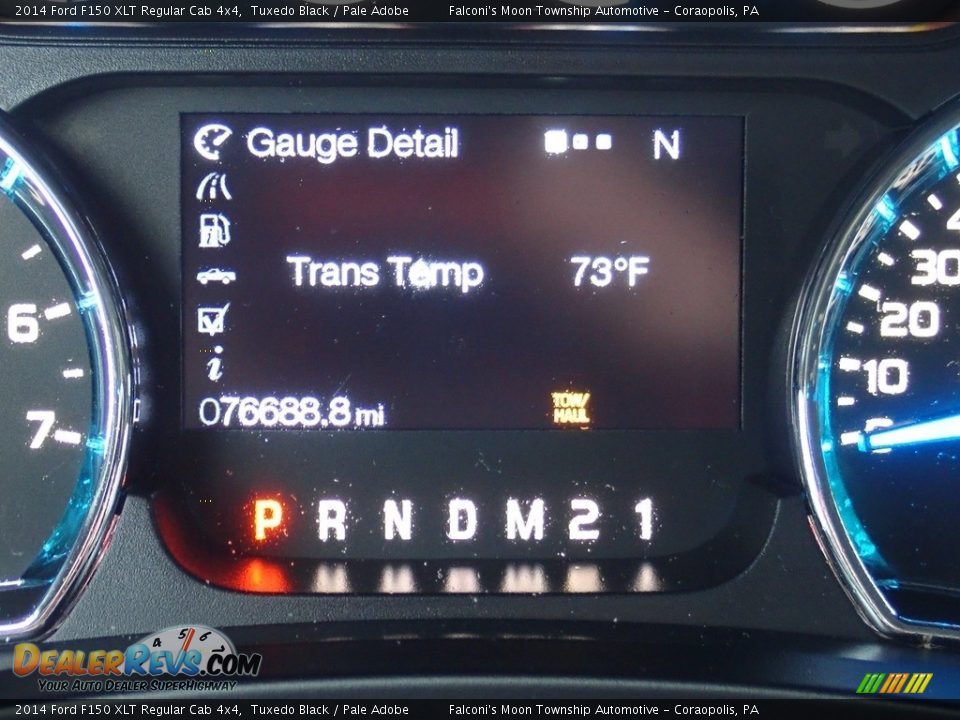 2014 Ford F150 XLT Regular Cab 4x4, Tuxedo Black / Pale Adobe Falconi's Moon Township Automotive - Coraopolis, PA
Gauge Detail N
Trans Temp 73°F
076688.8 mi
TOW/
HAUL
P R N D M 2 1
6
7
30
20
10
DEALERREVS.COM
YOUR AUTO DEALER SUPERHIGHWAY
4 5 6
2014 Ford F150 XLT Regular Cab 4x4, Tuxedo Black / Pale Adobe Falconi's Moon Township Automotive - Coraopolis, PA